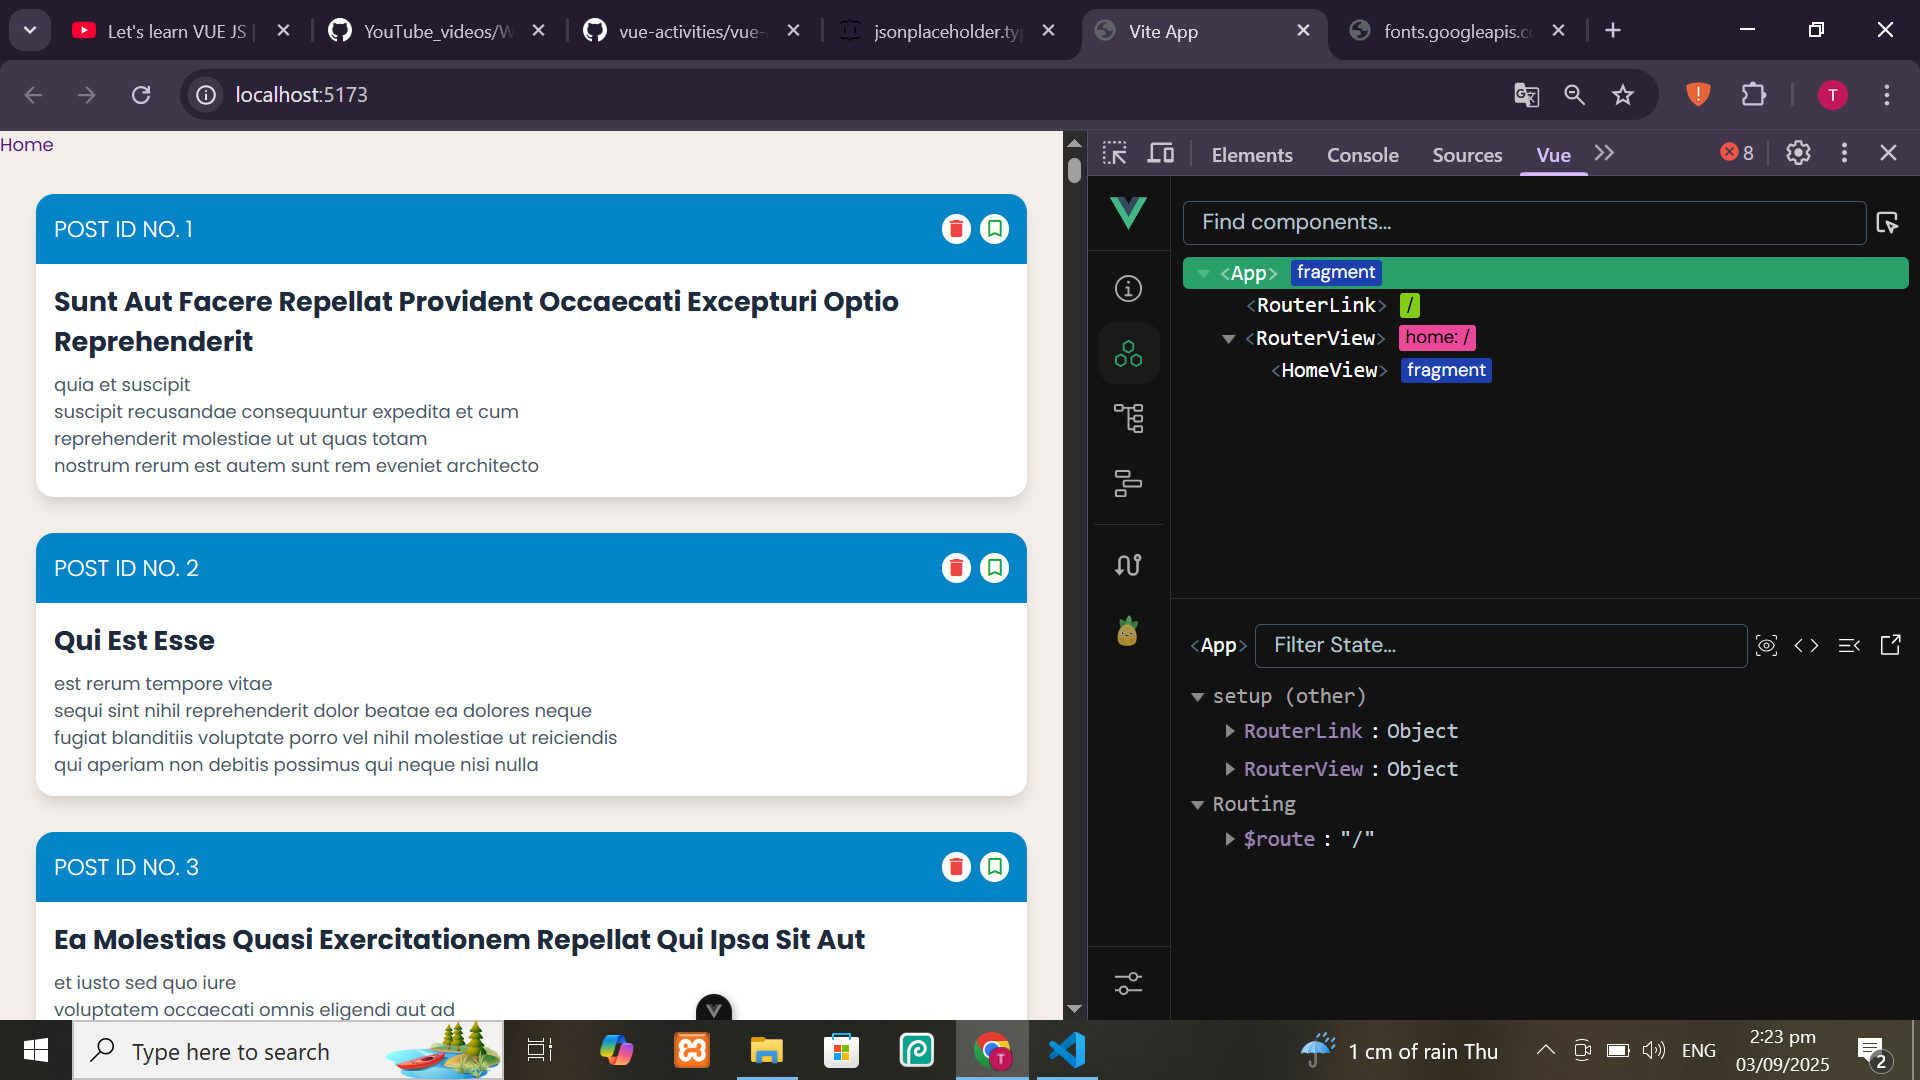 Let's learn VUE JS |
YouTube_videos/W
vue-activities/vue-
jsonplaceholder.typ
Vite App
fonts.googleapis.co
localhost:5173
T
Home
POST ID NO. 1
Sunt Aut Facere Repellat Provident Occaecati Excepturi Optio
Reprehenderit
quia et suscipit
suscipit recusandae consequuntur expedita et cum
reprehenderit molestiae ut ut quas totam
nostrum rerum est autem sunt rem eveniet architecto
POST ID NO. 2
Qui Est Esse
est rerum tempore vitae
sequi sint nihil reprehenderit dolor beatae ea dolores neque
fugiat blanditiis voluptate porro vel nihil molestiae ut reiciendis
qui aperiam non debitis possimus qui neque nisi nulla
POST ID NO. 3
Ea Molestias Quasi Exercitationem Repellat Qui Ipsa Sit Aut
et iusto sed quo iure
voluptatem occaecati omnis eligendi aut ad
Elements Console Sources Vue 8
Find components...
<App> fragment
<RouterLink> /
<RouterView> home: /
<HomeView> fragment
<App> Filter State...
setup (other)
RouterLink : Object
RouterView : Object
Routing
$route : "/"
Type here to search
T
1 cm of rain Thu
ENG
2:23 pm
03/09/2025
2